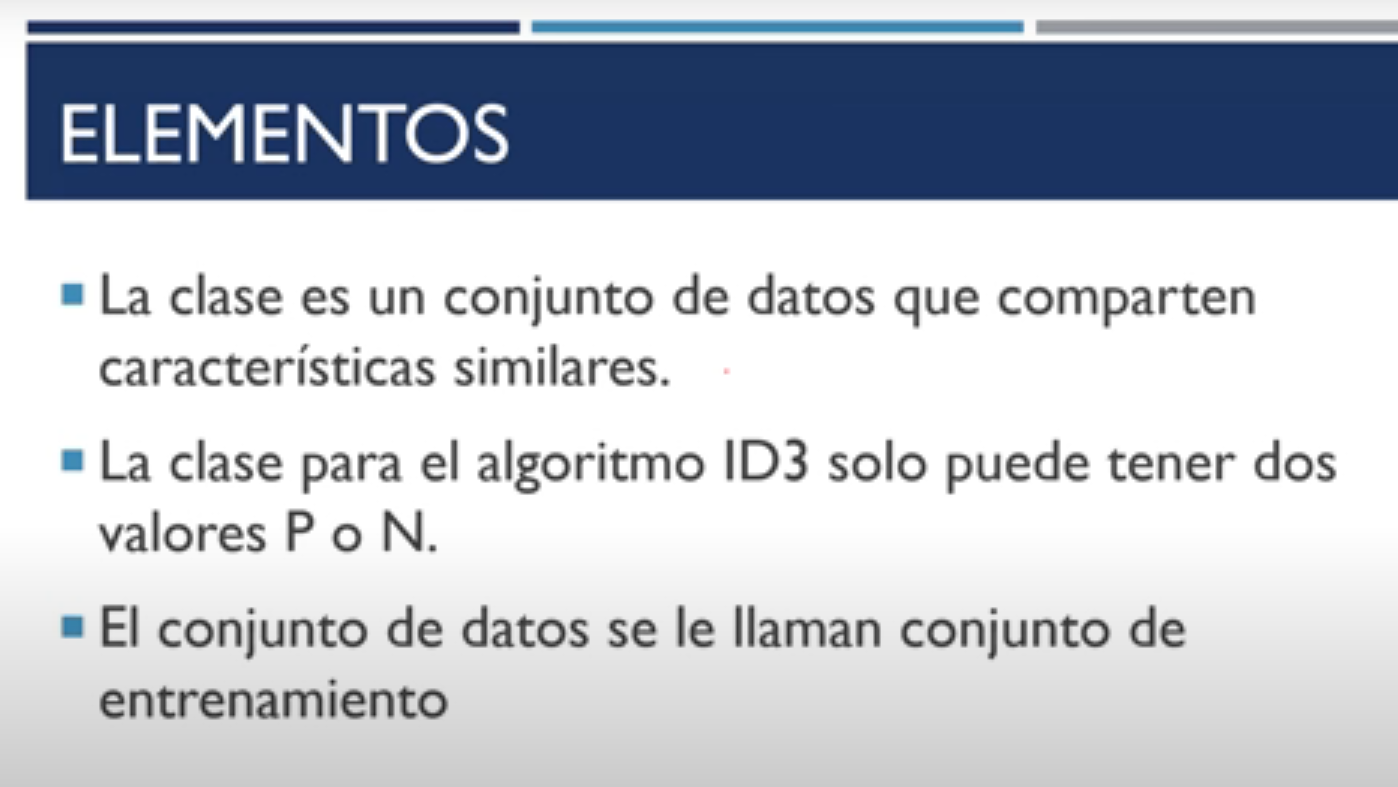 ELEMENTOS
La clase es un conjunto de datos que comparten
características similares.
La clase para el algoritmo ID3 solo puede tener dos
valores P o N.
El conjunto de datos se le llaman conjunto de
entrenamiento